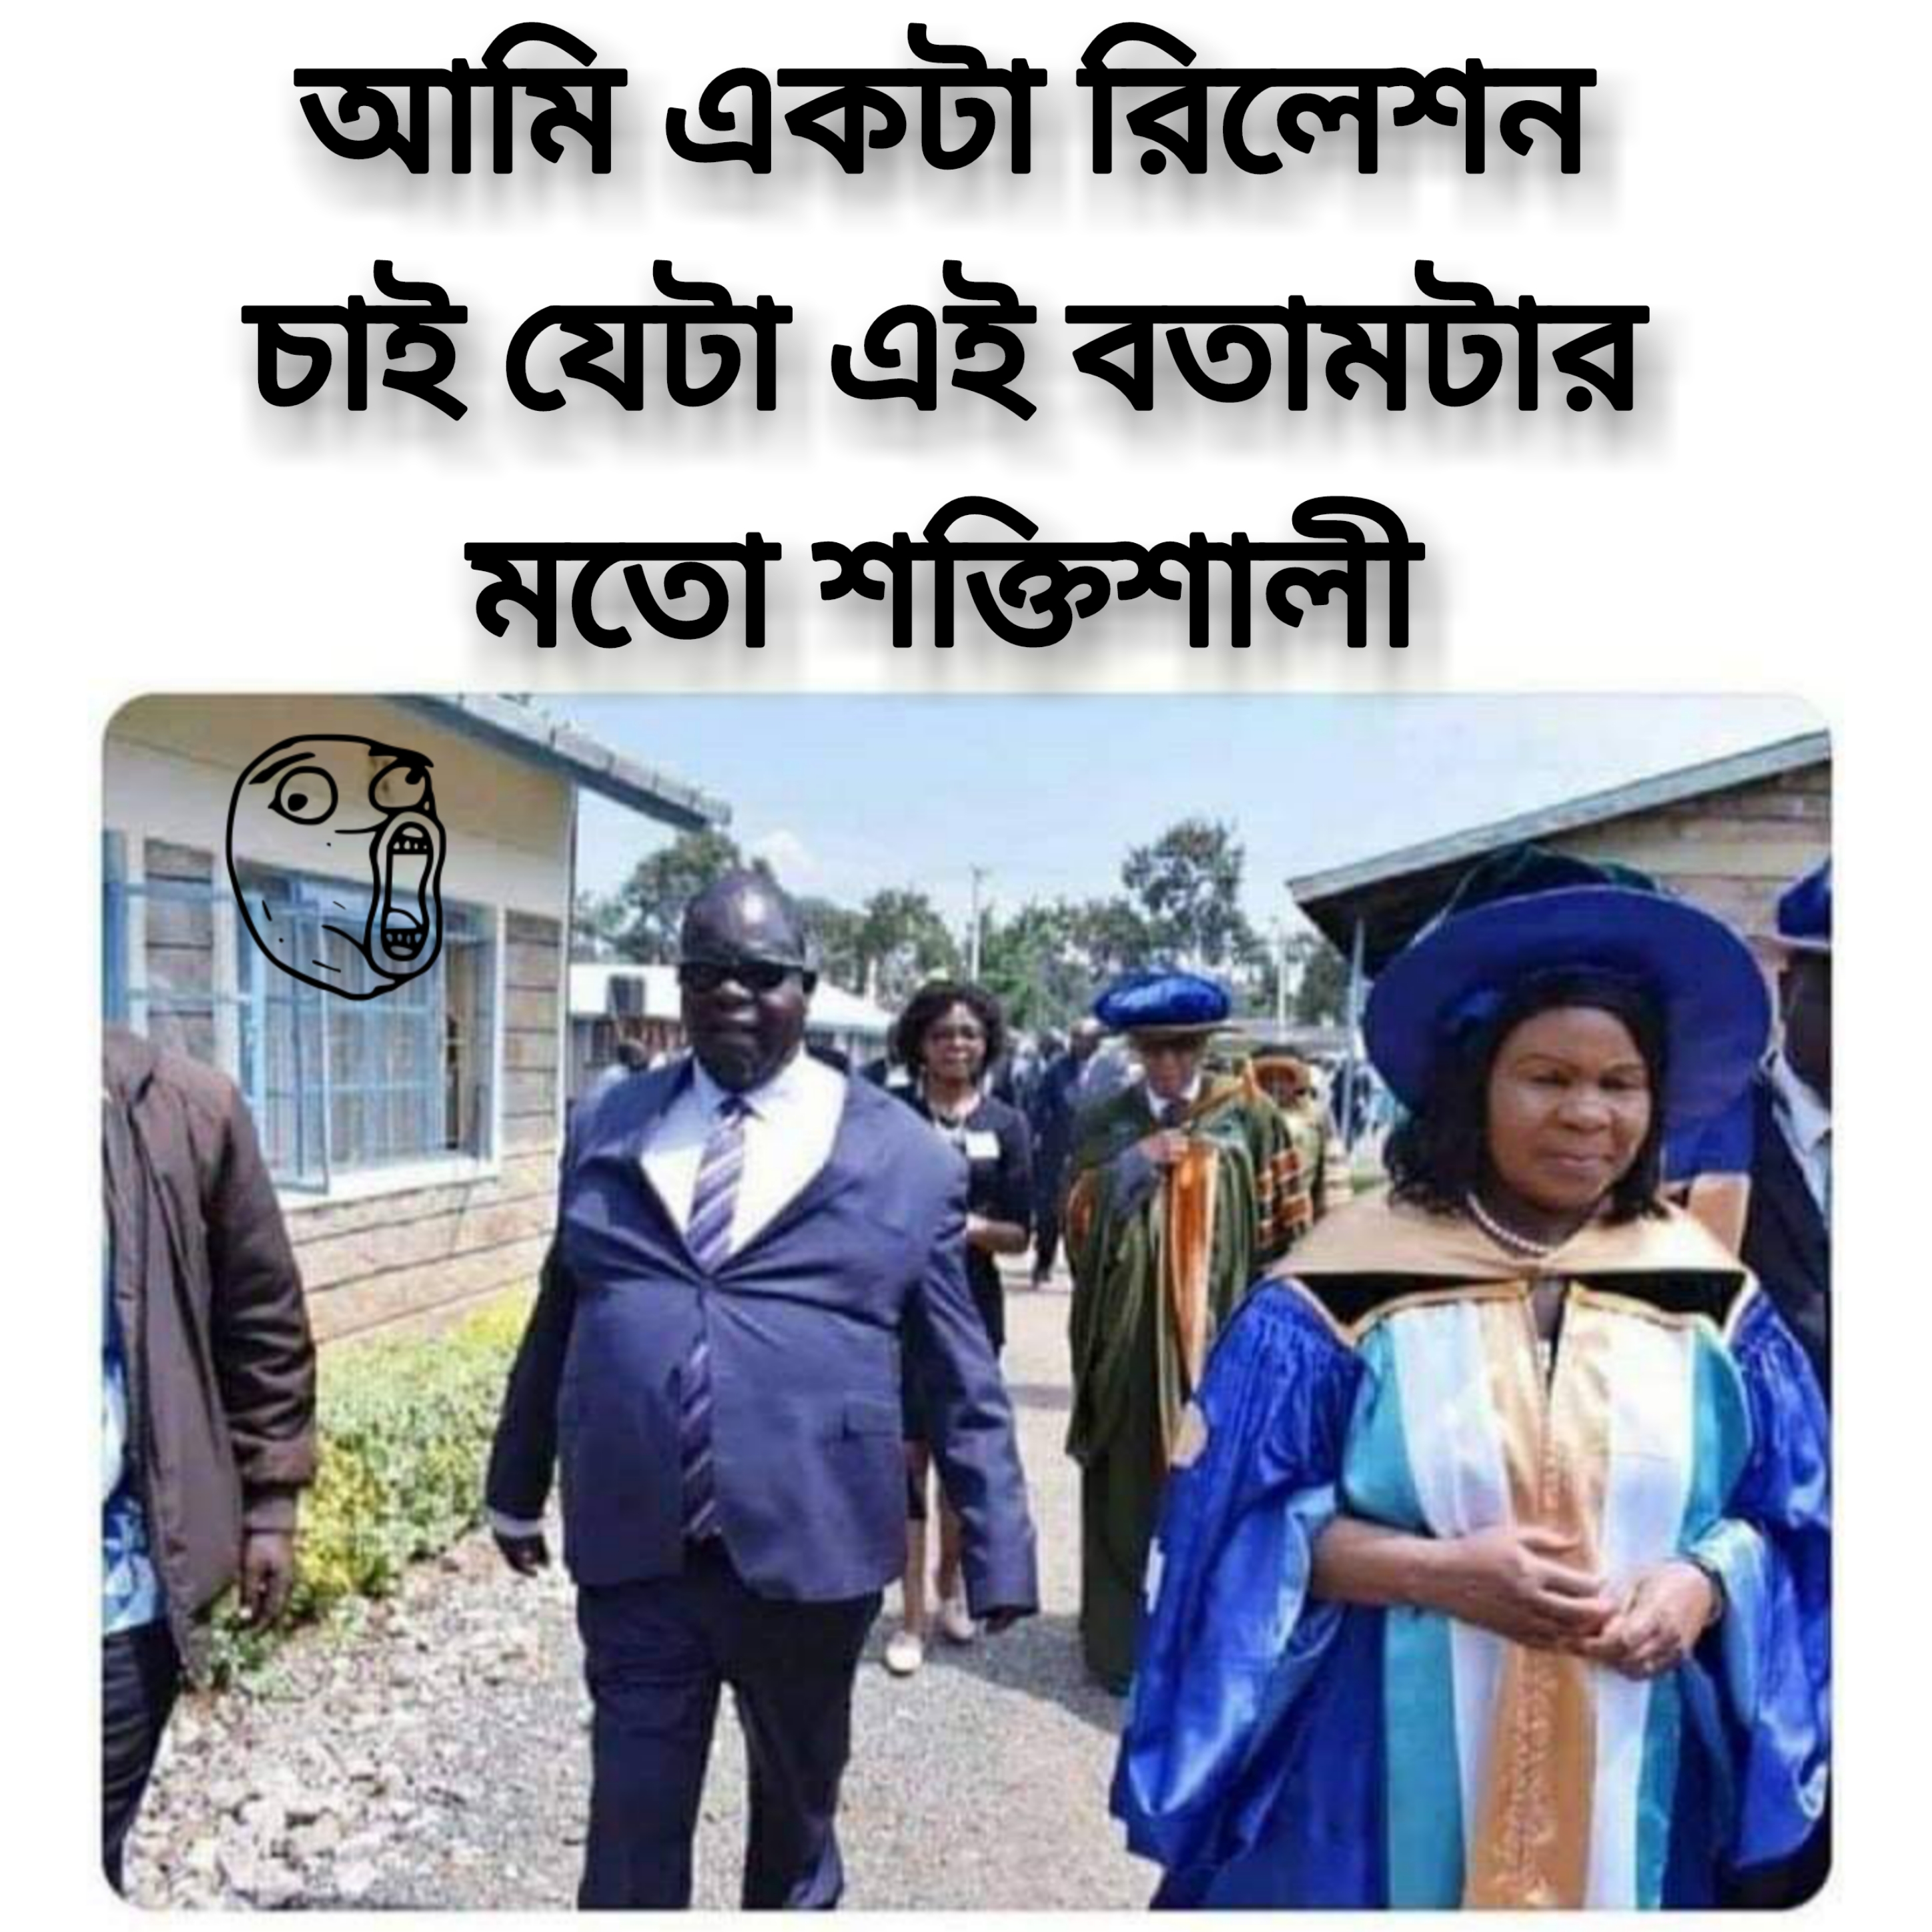 আমি একটা রিলেশন
চাই যেটা এই বতামটার
মতো শক্তিশালী